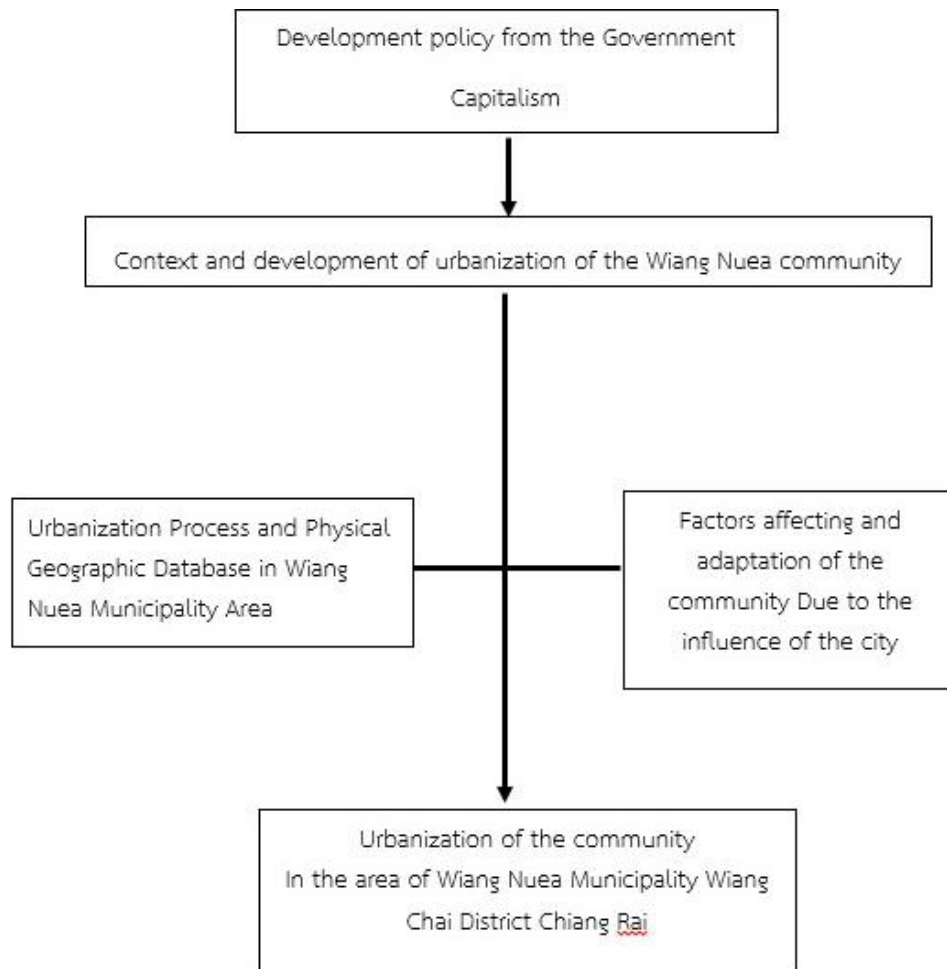 Development policy from the Government
Capitalism
Context and development of urbanization of the Wiang Nuea community
Urbanization Process and Physical
Geographic Database in Wiang
Nuea Municipality Area
Factors affecting and
adaptation of the
community Due to the
influence of the city
Urbanization of the community
In the area of Wiang Nuea Municipality Wiang
Chai District Chiang Rai